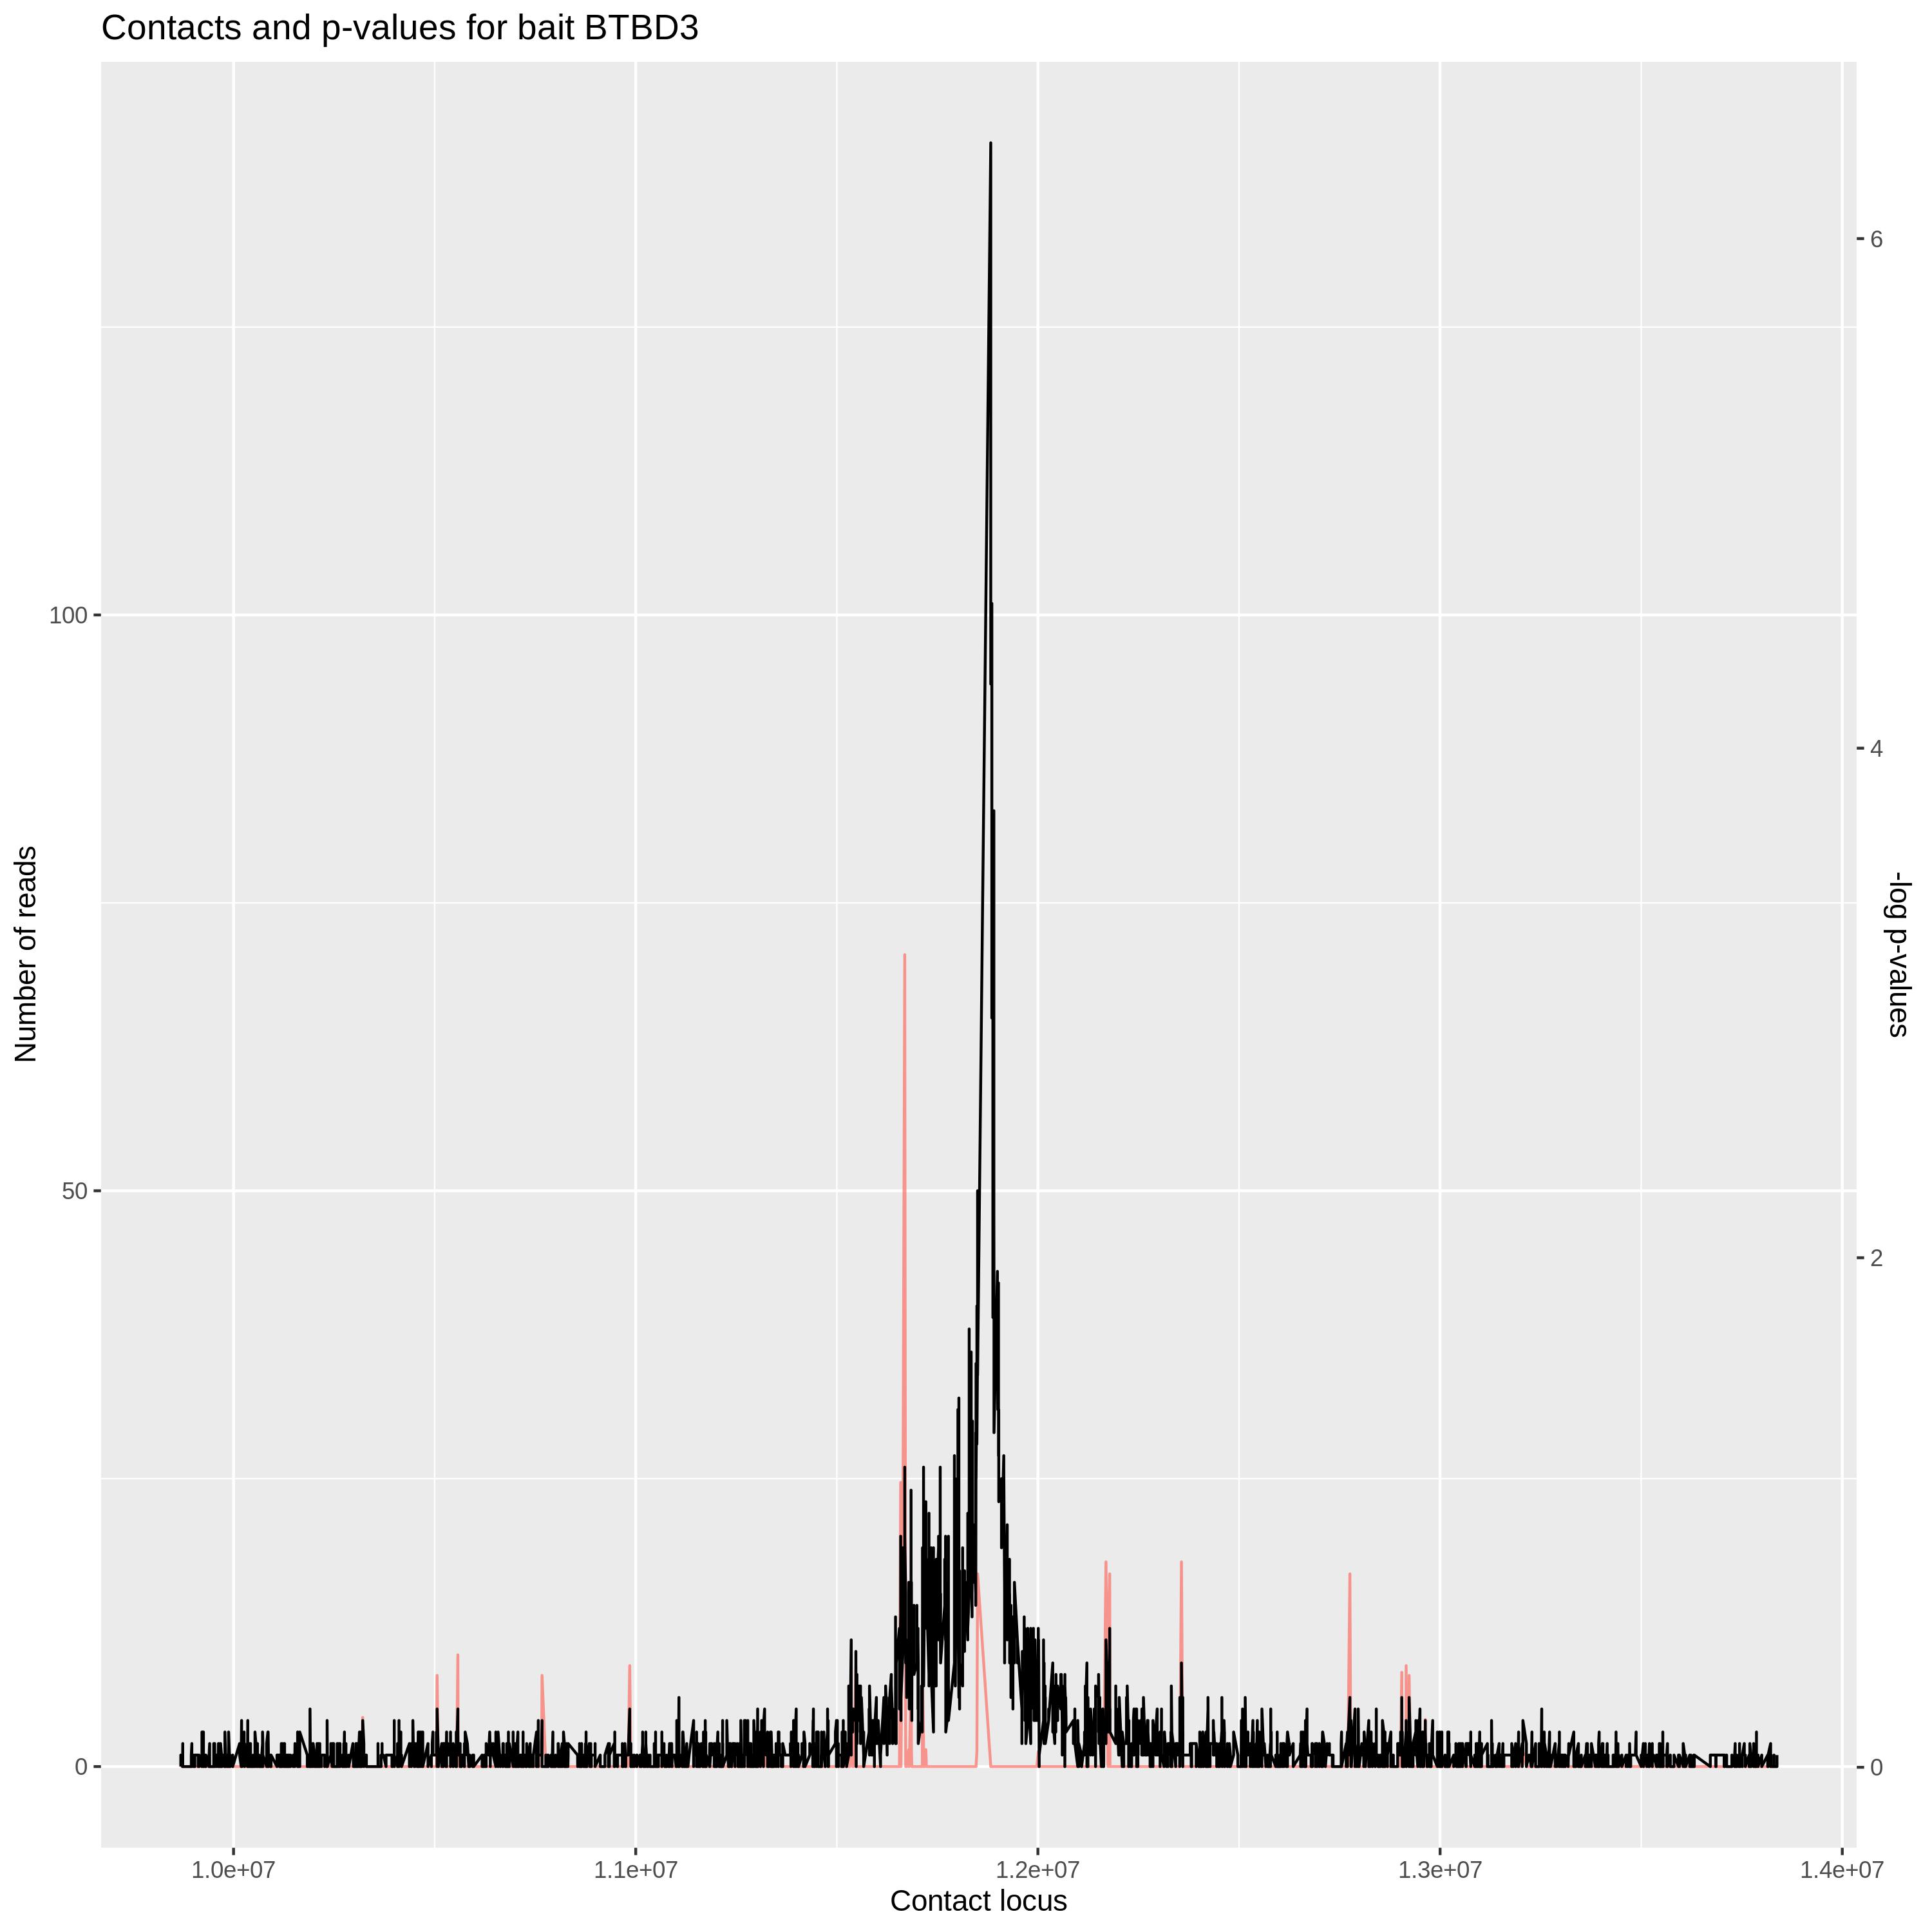 Contacts and p-values for bait BTBD3
Number of reads
100
50
0
6
4
2
0
-log p-values
1.0e+07
1.1e+07
1.2e+07
1.3e+07
1.4e+07
Contact locus